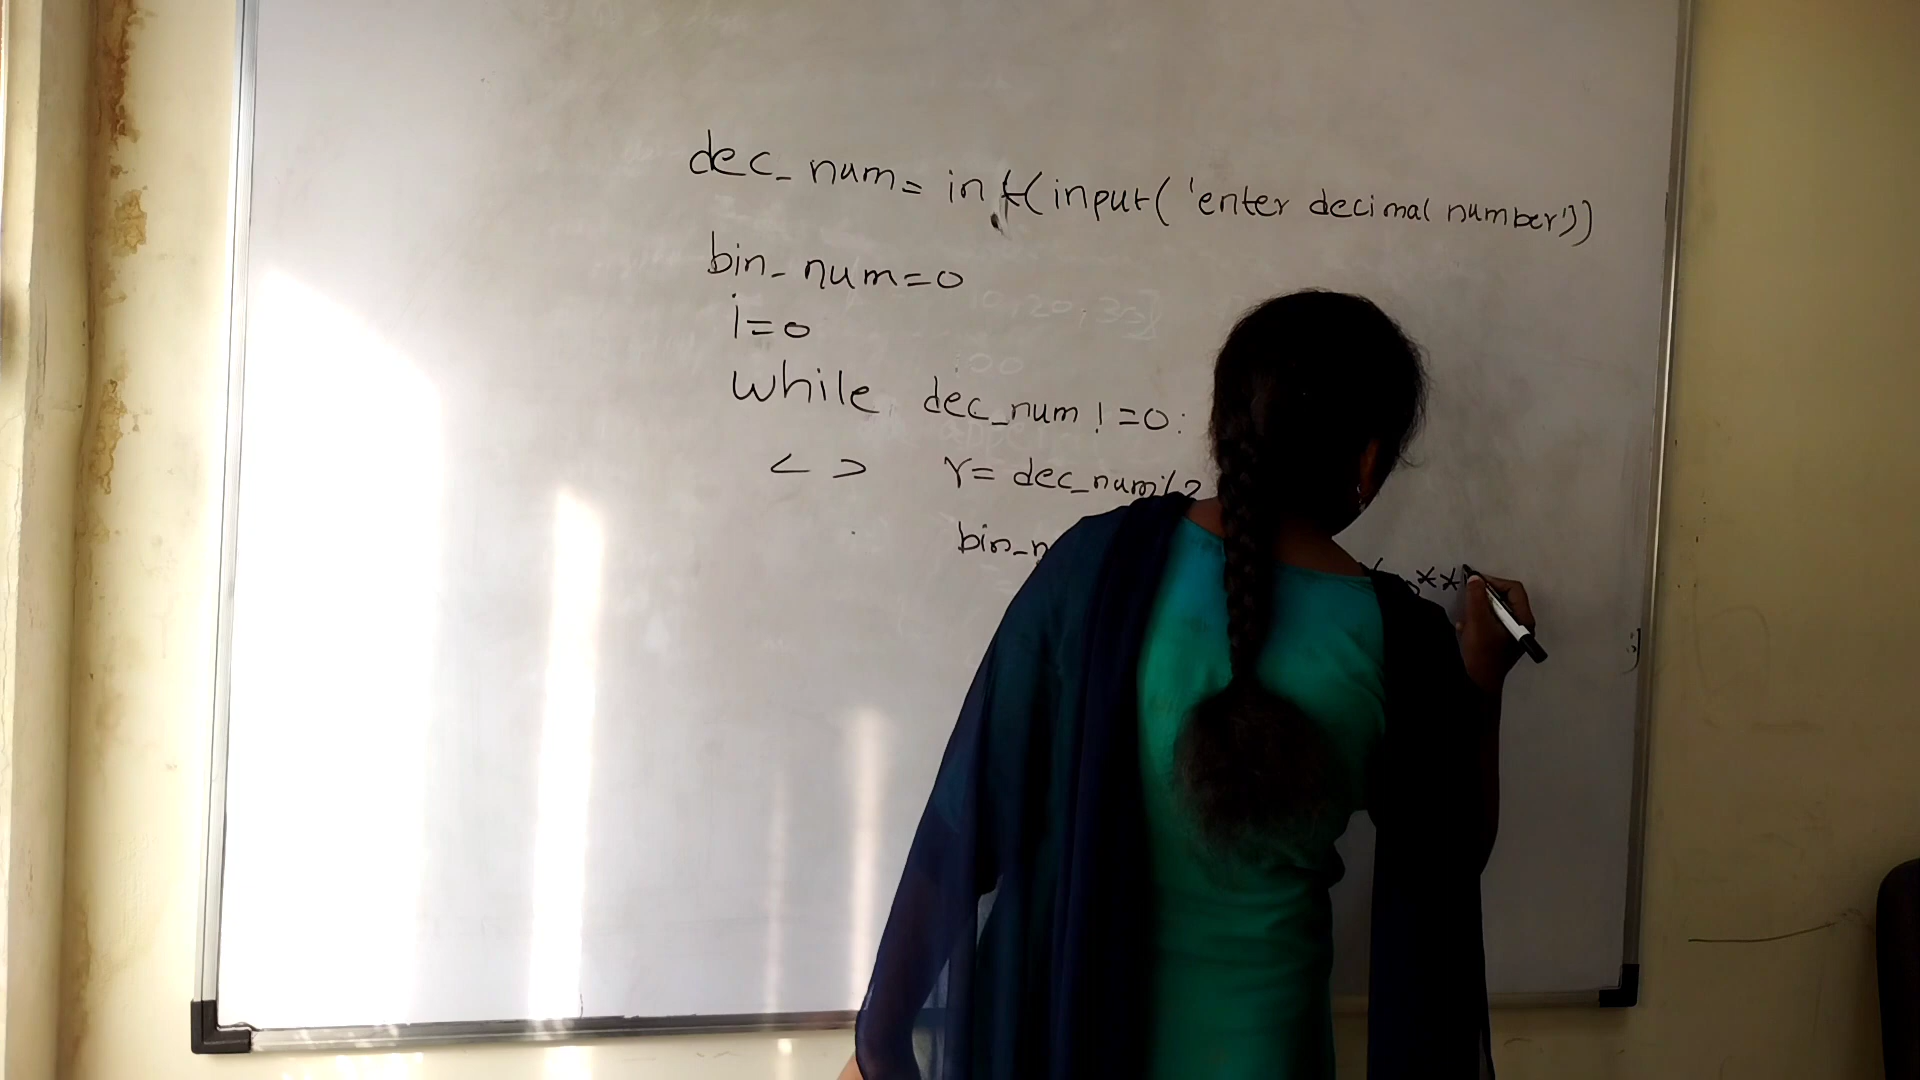 dec_num=int(input('enter decimal number'))
bin_num=0
i=0
while dec_num!=0:
< > r=dec_num%2
bin_n
**